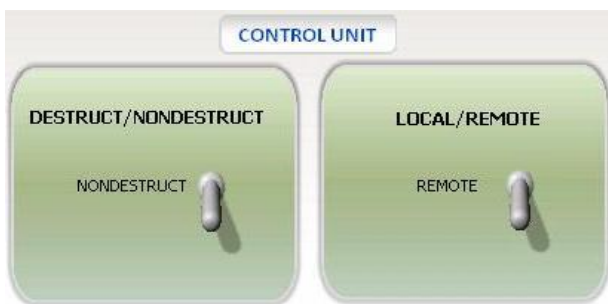 CONTROL UNIT
DESTRUCT/NONDESTRUCT
NONDESTRUCT
LOCAL/REMOTE
REMOTE